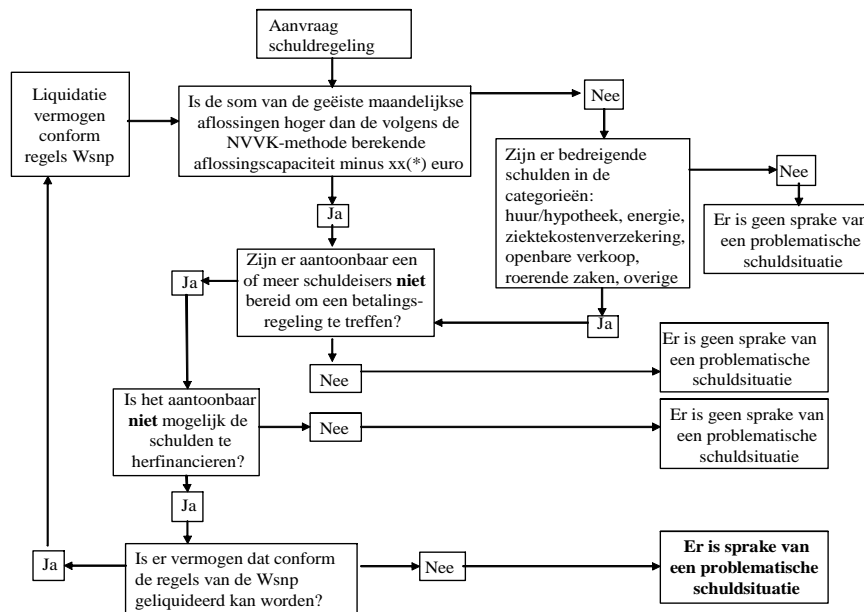 Aanvraag
schuldregeling
Liquidatie
vermogen
conform
regels Wsnp
Is de som van de geëiste maandelijkse
aflossingen hoger dan de volgens de
NVVK-methode berekende
aflossingscapaciteit minus xx(*) euro
Nee
Zijn er bedreigende
schulden in de
categorieën:
huur/hypotheek, energie,
ziektekostenverzekering,
openbare verkoop,
roerende zaken, overige
Nee
Er is geen sprake van
een problematische
schuldsituatie
Ja
Zijn er aantoonbaar een
of meer schuldeisers niet
bereid om een betalings-
regeling te treffen?
Ja
Ja
Nee
Er is geen sprake van
een problematische
schuldsituatie
Is het aantoonbaar
niet mogelijk de
schulden te
herfinancieren?
Nee
Er is geen sprake van
een problematische
schuldsituatie
Ja
Is er vermogen dat conform
de regels van de Wsnp
geliquideerd kan worden?
Ja
Nee
Er is sprake van
een problematische
schuldsituatie